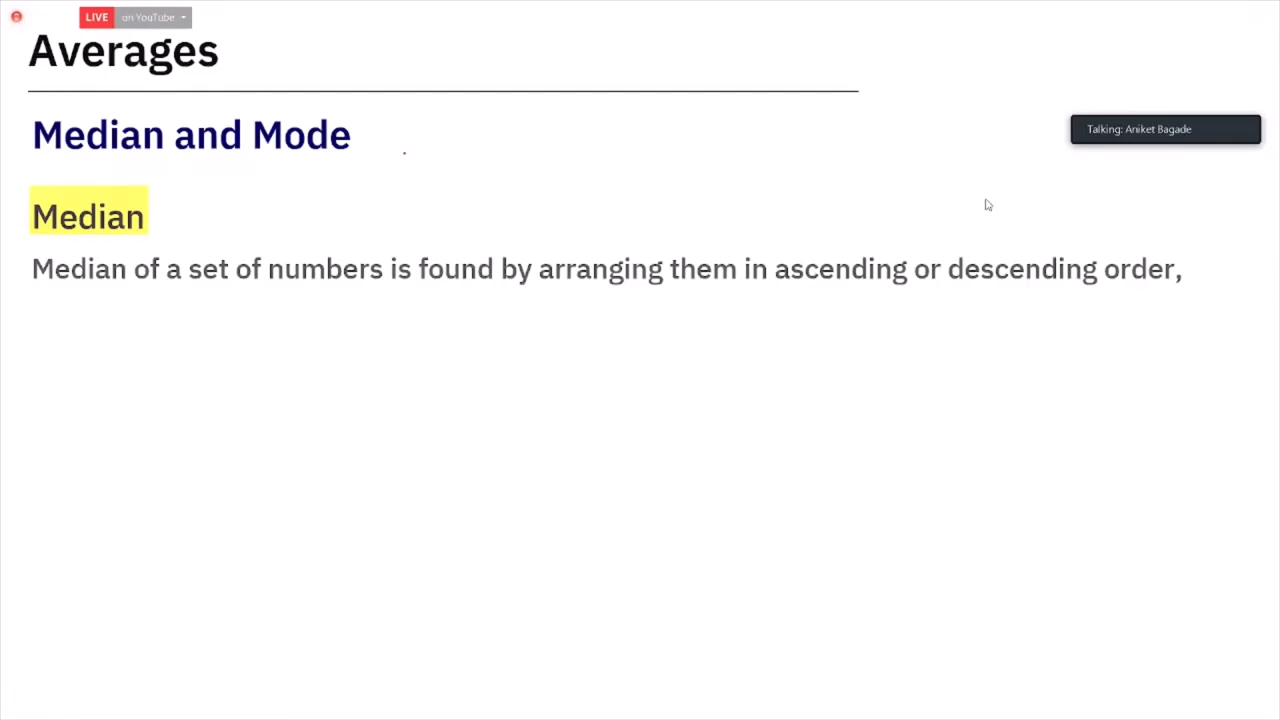 LIVE on YouTube
Averages
Median and Mode
Talking: Aniket Bagade
Median
Median of a set of numbers is found by arranging them in ascending or descending order,